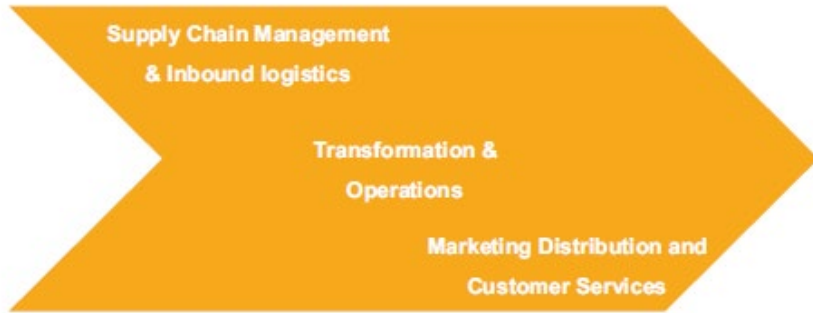 Supply Chain Management
& Inbound logistics
Transformation &
Operations
Marketing Distribution and
Customer Services